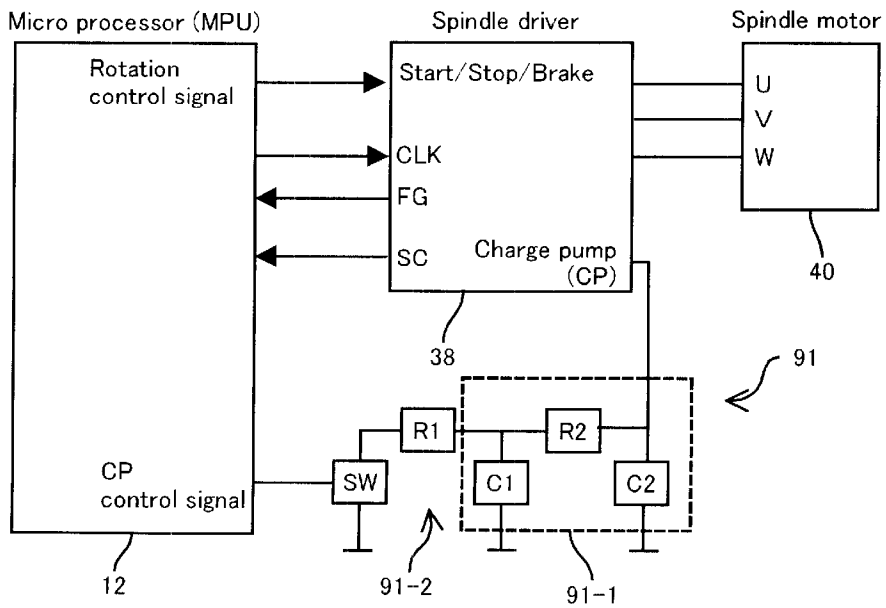 Micro processor (MPU)
Spindle driver
Spindle motor
Rotation
control signal
Start/Stop/Brake
CLK
FG
SC
Charge pump
(CP)
U
V
W
40
38
91
R1
R2
SW
C1
C2
CP
control signal
12
91-2
91-1